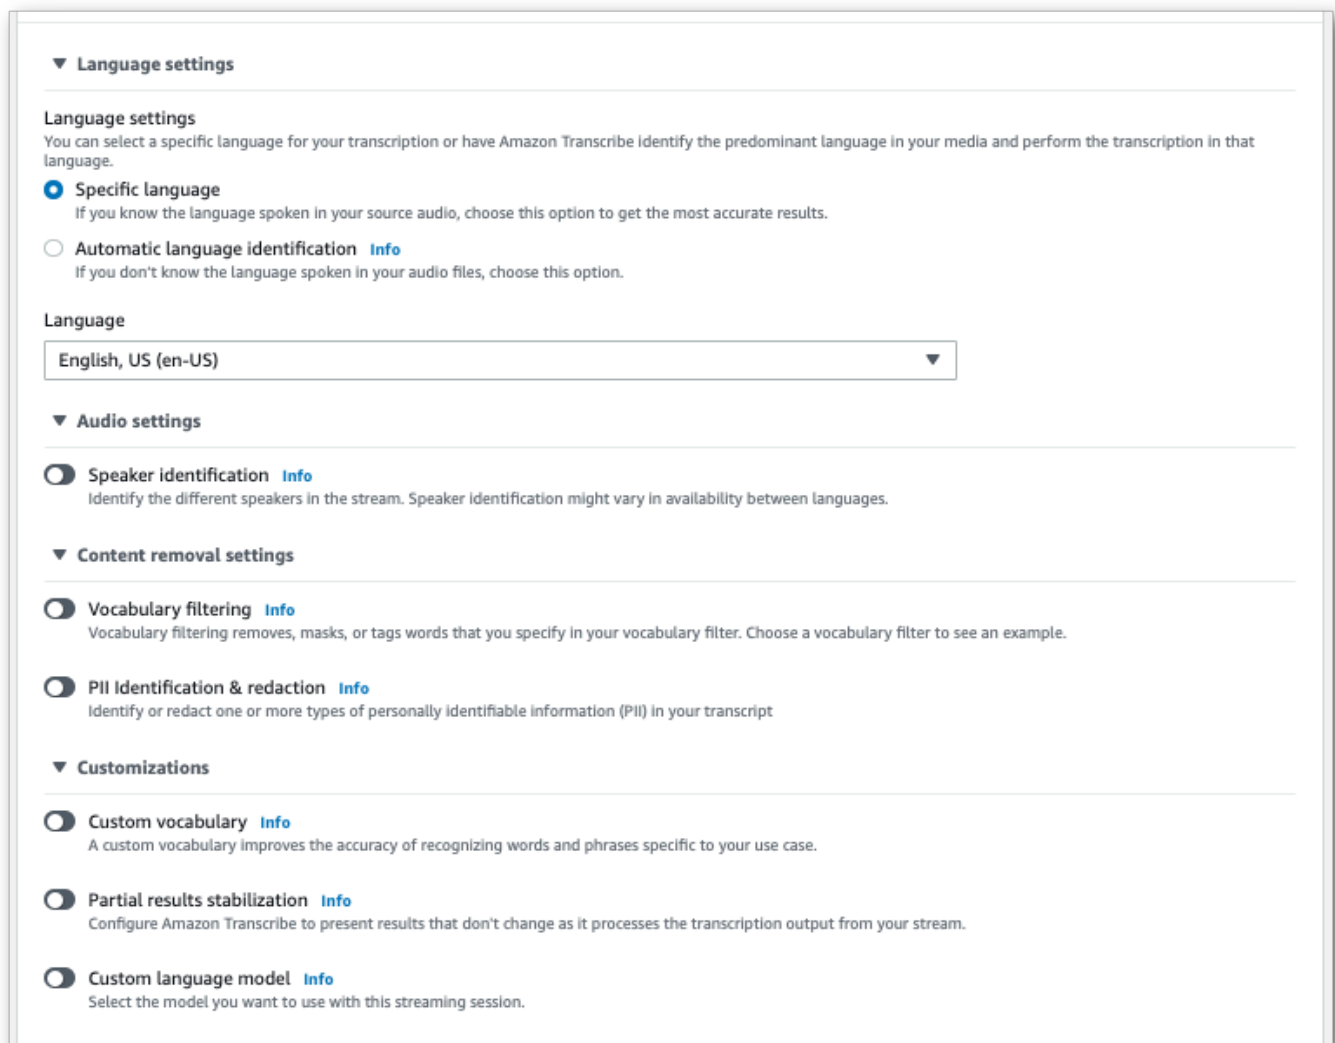 Language settings
Language settings
You can select a specific language for your transcription or have Amazon Transcribe identify the predominant language in your media and perform the transcription in that
language.
Specific language
If you know the language spoken in your source audio, choose this option to get the most accurate results.
Automatic language identification Info
If you don't know the language spoken in your audio files, choose this option.
Language
English, US (en-US)
Audio settings
Speaker identification Info
Identify the different speakers in the stream. Speaker identification might vary in availability between languages.
Content removal settings
Vocabulary filtering Info
Vocabulary filtering removes, masks, or tags words that you specify in your vocabulary filter. Choose a vocabulary filter to see an example.
PII Identification & redaction Info
Identify or redact one or more types of personally identifiable information (PII) in your transcript
Customizations
Custom vocabulary Info
A custom vocabulary improves the accuracy of recognizing words and phrases specific to your use case.
Partial results stabilization Info
Configure Amazon Transcribe to present results that don't change as it processes the transcription output from your stream.
Custom language model Info
Select the model you want to use with this streaming session.